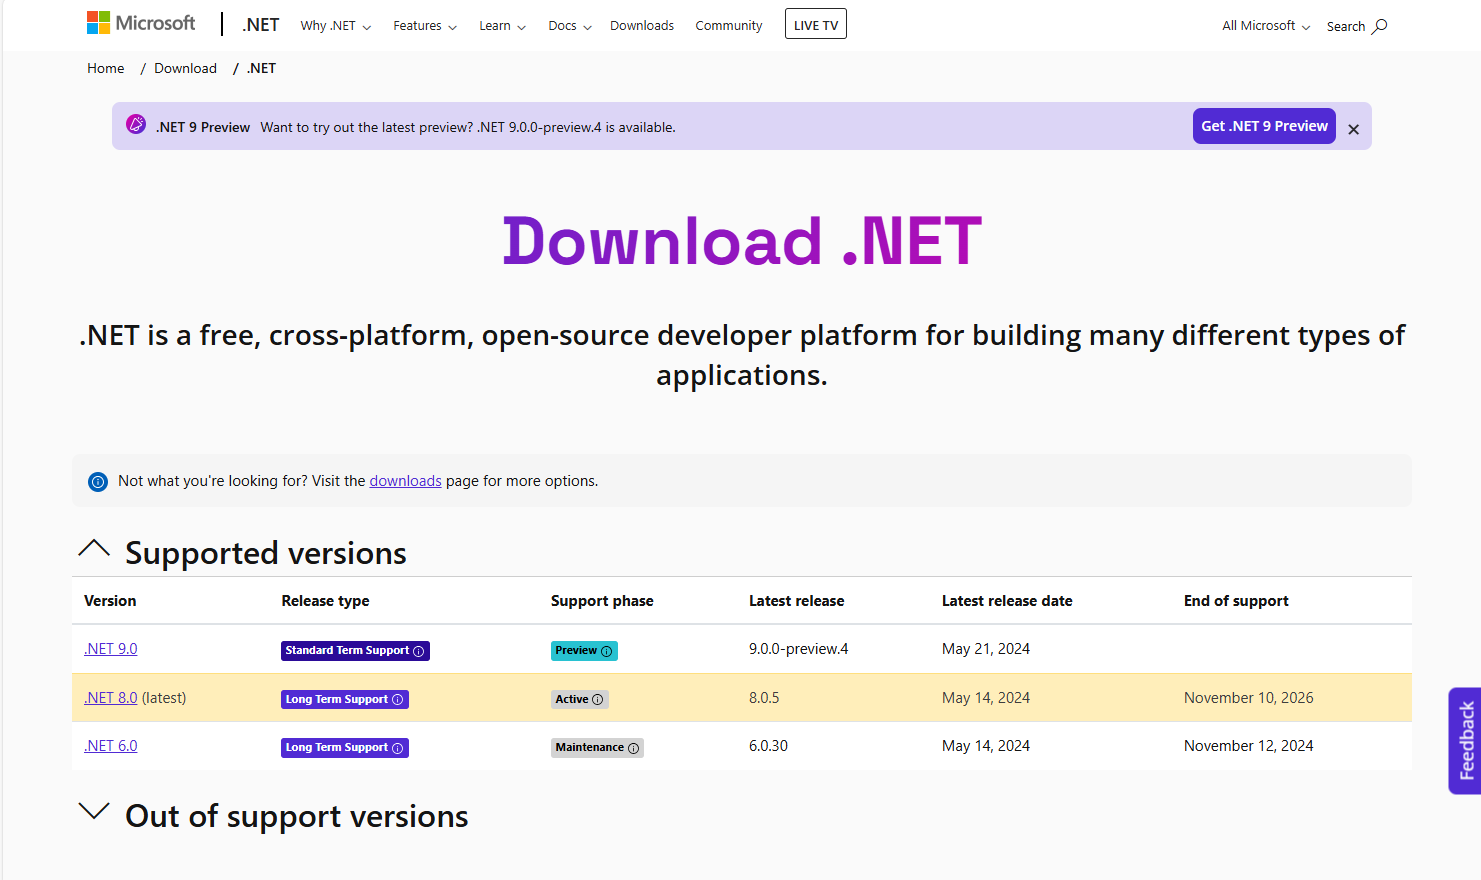 Microsoft
.NET
Why .NET
Features
Learn
Docs
Downloads
Community
LIVE TV
All Microsoft
Search
Home / Download / .NET
.NET 9 Preview Want to try out the latest preview? .NET 9.0.0-preview.4 is available.
Get .NET 9 Preview
Download .NET
.NET is a free, cross-platform, open-source developer platform for building many different types of
applications.
Not what you're looking for? Visit the downloads page for more options.
Supported versions
Version Release type Support phase Latest release Latest release date End of support
.NET 9.0 Standard Term Support Preview 9.0.0-preview.4 May 21, 2024
.NET 8.0 (latest) Long Term Support Active 8.0.5 May 14, 2024 November 10, 2026
.NET 6.0 Long Term Support Maintenance 6.0.30 May 14, 2024 November 12, 2024
Out of support versions
Feedback